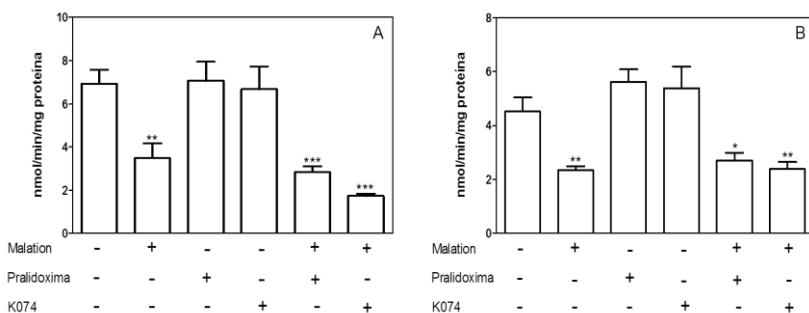 A
nmol/min/mg proteina
10
8
6
4
2
0
**
***
***
Malation - + - - + +
Pralidoxima - - + - + -
K074 - - - + - +
B
nmol/min/mg proteina
8
6
4
2
0
**
*
**
Malation - + - - + +
Pralidoxima - - + - + -
K074 - - - + - +